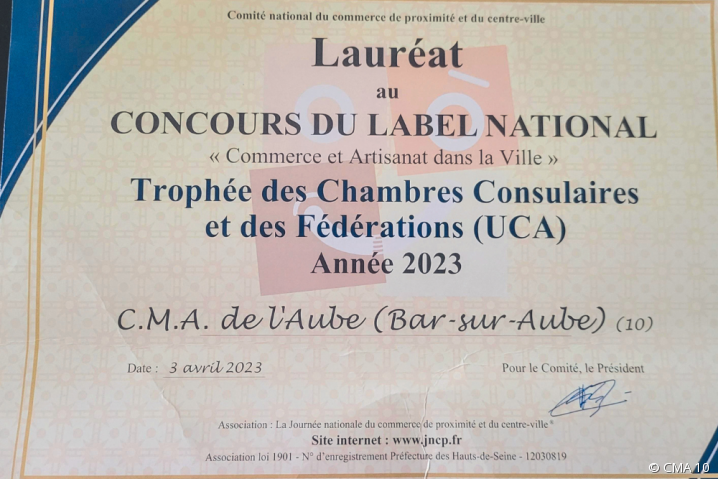 Comité national du commerce de proximité et du centre-ville
Lauréat
au
CONCOURS DU LABEL NATIONAL
« Commerce et Artisanat dans la Ville »
Trophée des Chambres Consulaires
et des Fédérations (UCA)
Année 2023
C.M.A. de l'Aube (Bar-sur-Aube) (10)
Date : 3 avril 2023
Pour le Comité, le Président
Association : La Journée nationale du commerce de proximité et du centre-ville®
Site internet : www.jncp.fr
Association loi 1901 - N° d'enregistrement Préfecture des Hauts-de-Seine - 12030819
© CMA 10